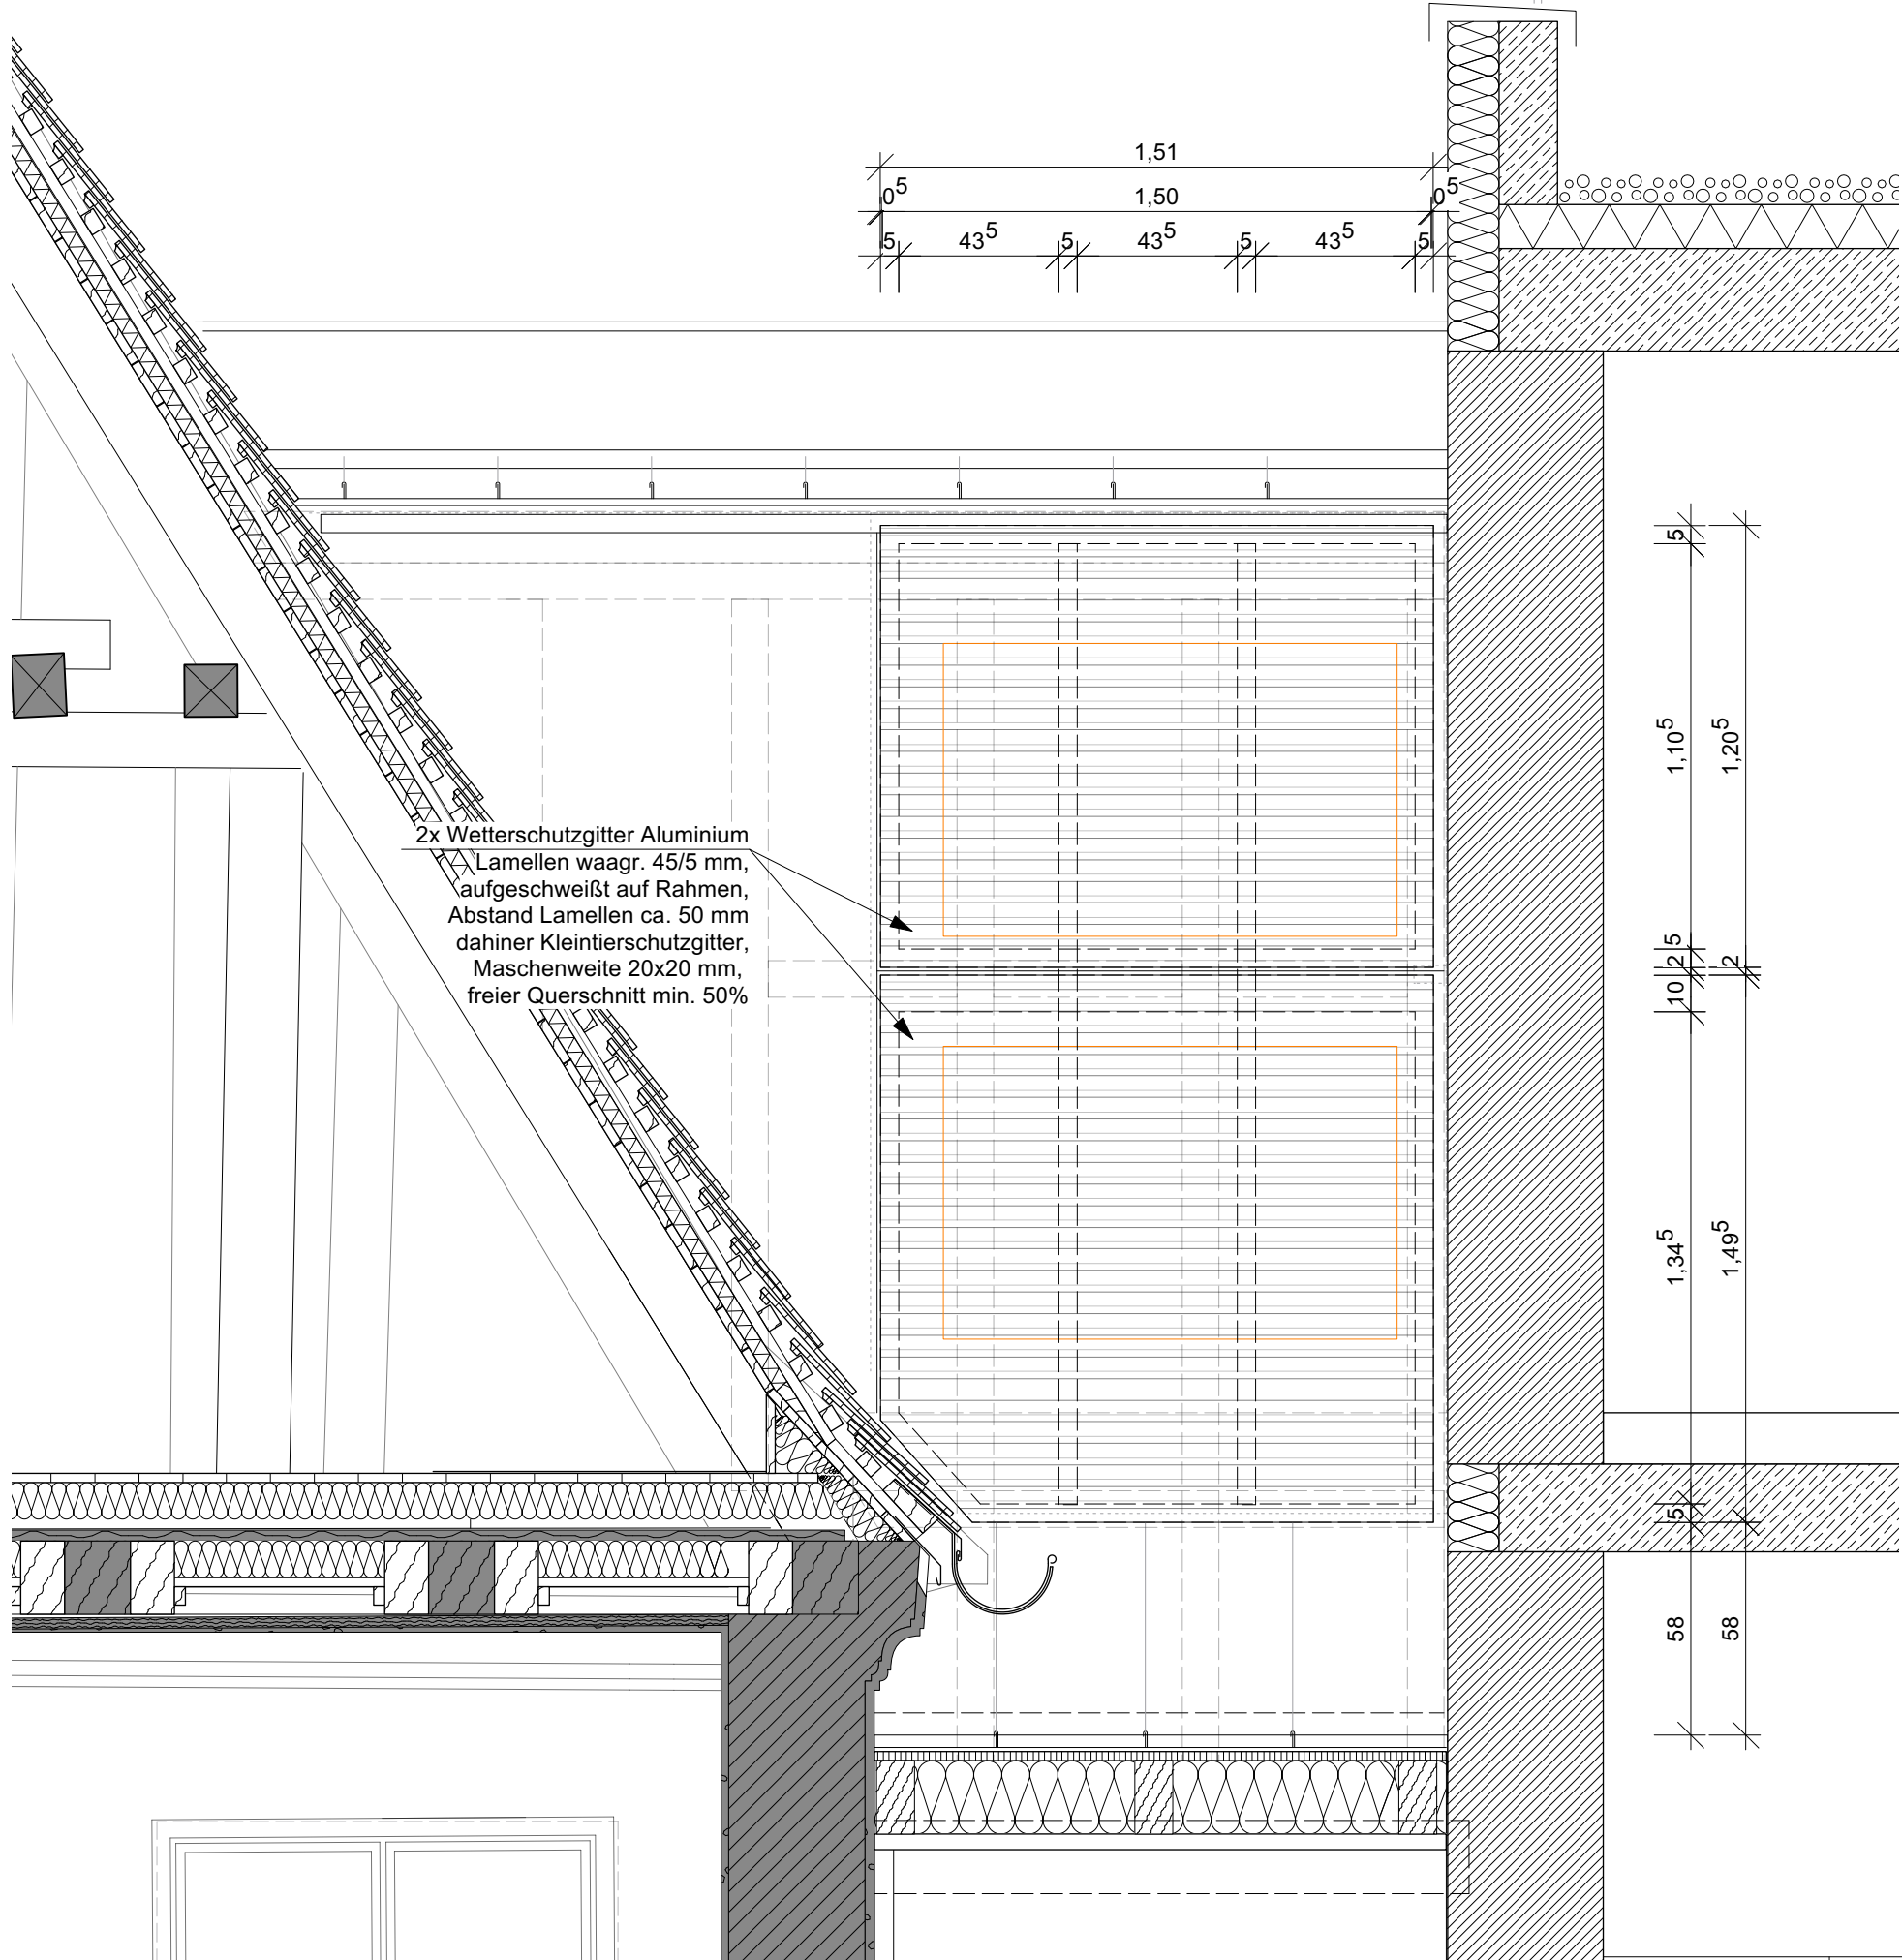 1,51
0⁵ 1,50 0⁵
5 43⁵ 5 43⁵ 5 43⁵ 5
2x Wetterschutzgitter Aluminium
Lamellen waagr. 45/5 mm,
aufgeschweißt auf Rahmen,
Abstand Lamellen ca. 50 mm
dahiner Kleintierschutzgitter,
Maschenweite 20x20 mm,
freier Querschnitt min. 50%
5
1,10⁵ 1,20⁵
5
2 2
10
1,34⁵ 1,49⁵
5
58 58